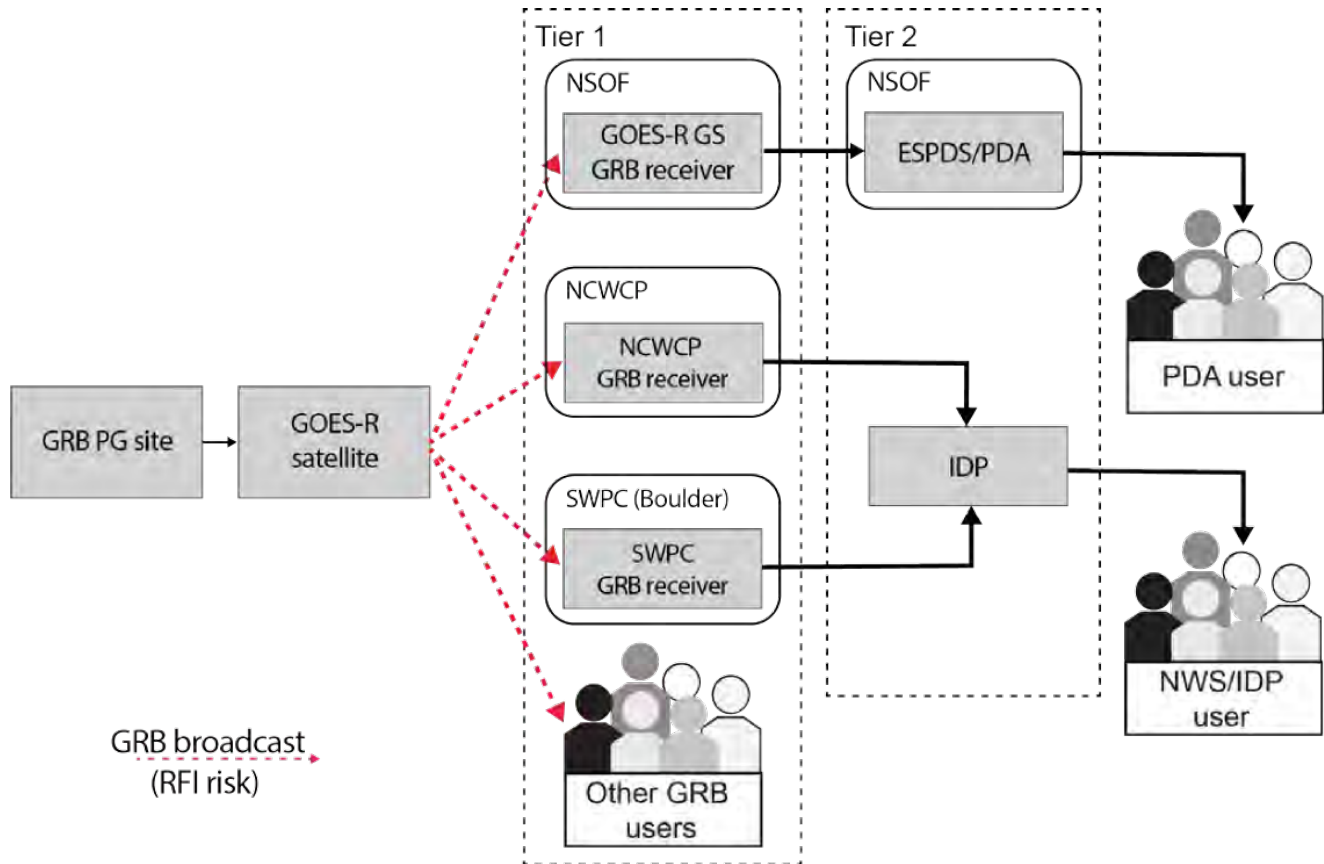 Tier 1
Tier 2
NSOF
GOES-R GS
GRB receiver
NSOF
ESPDS/PDA
PDA user
NCWCP
NCWCP
GRB receiver
GRB PG site
GOES-R
satellite
IDP
SWPC (Boulder)
SWPC
GRB receiver
NWS/IDP
user
GRB broadcast
(RFI risk)
Other GRB
users